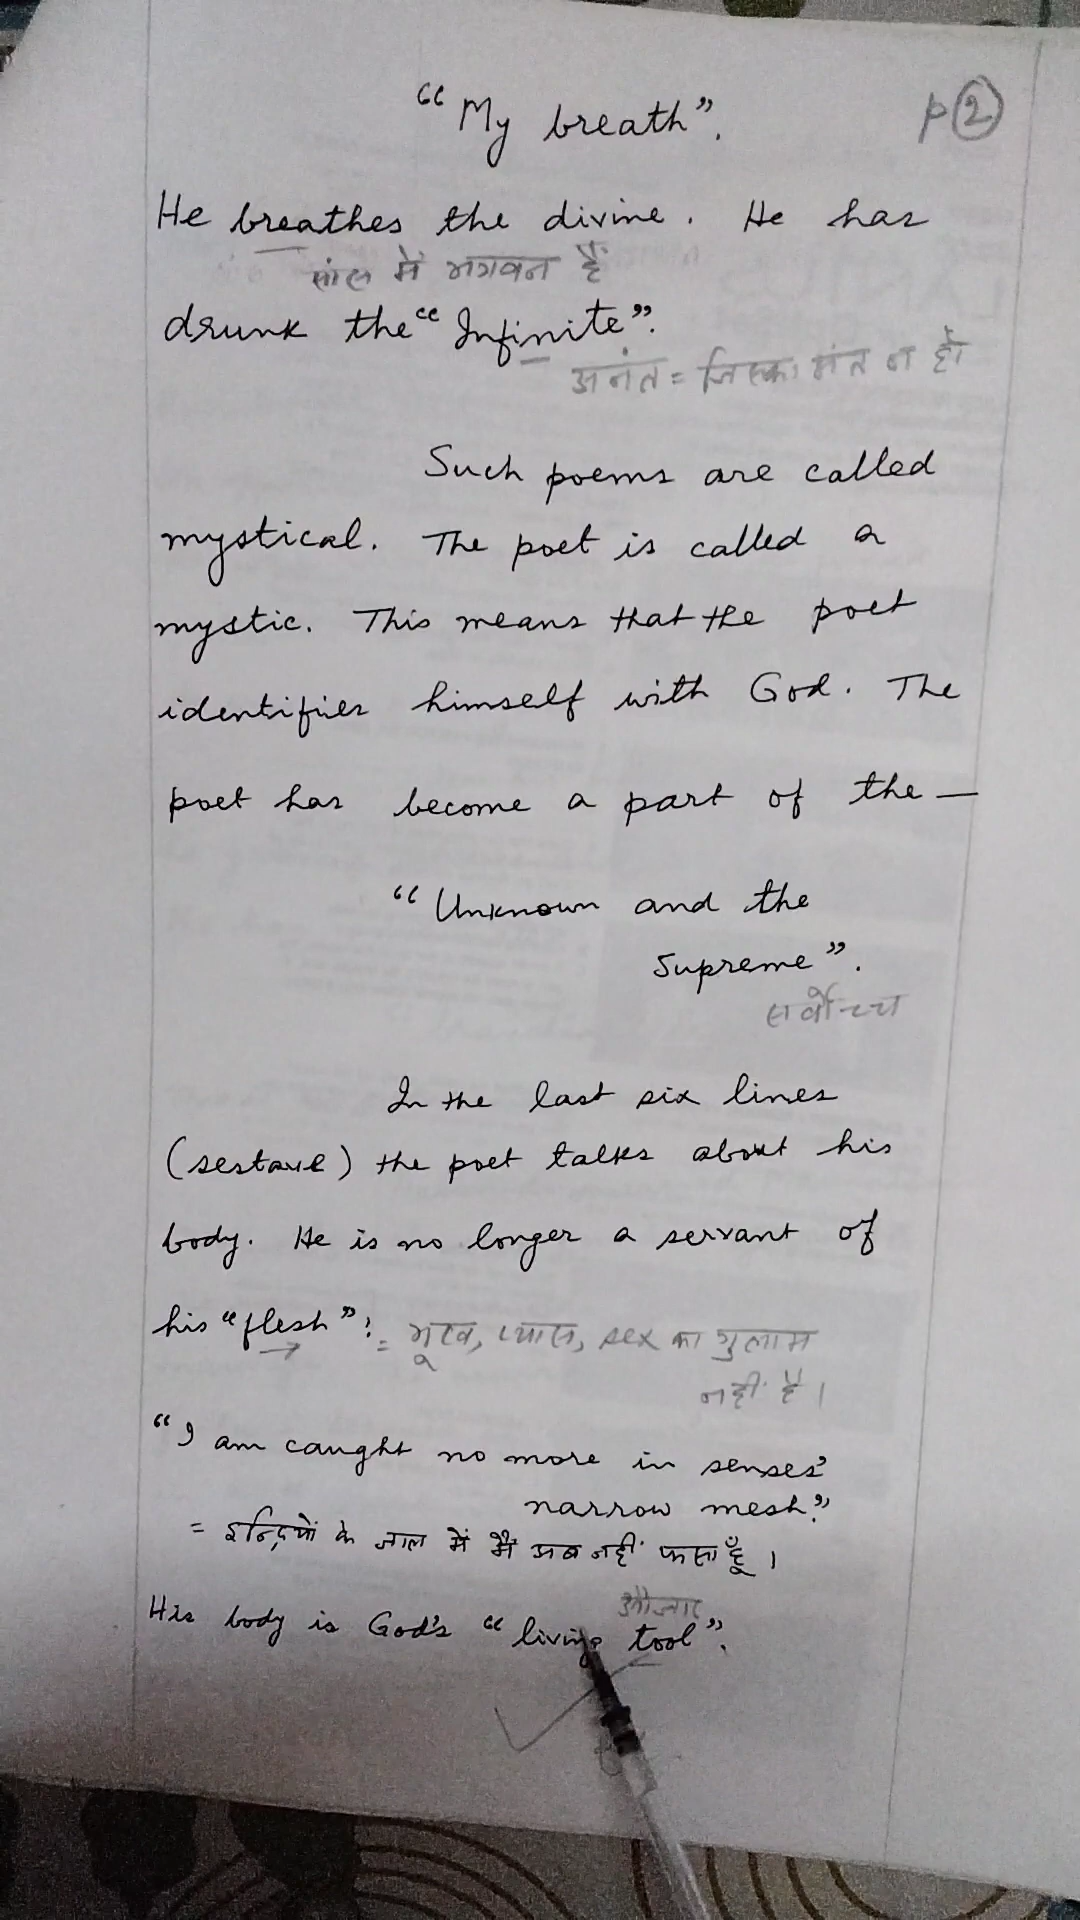 "My breath".
p(2)
He breathes the divine. He has
सांस में भगवन हैं
drunk the "Infinite".
अनंत = जिसका अंत न हो
Such poems are called
mystical. The poet is called a
mystic. This means that the poet
identifies himself with God. The
poet has become a part of the —
"Unknown and the
Supreme".
सर्वोच्च
In the last six lines
(sestave) the poet talks about his
body. He is no longer a servant of
his "flesh":
= भूख, प्यास, sex का गुलाम
नहीं है।
"I am caught no more in senses'
narrow mesh"
= इन्द्रियों के जाल में मैं अब नहीं फसा हूँ।
औजार
His body is God's "living tool".